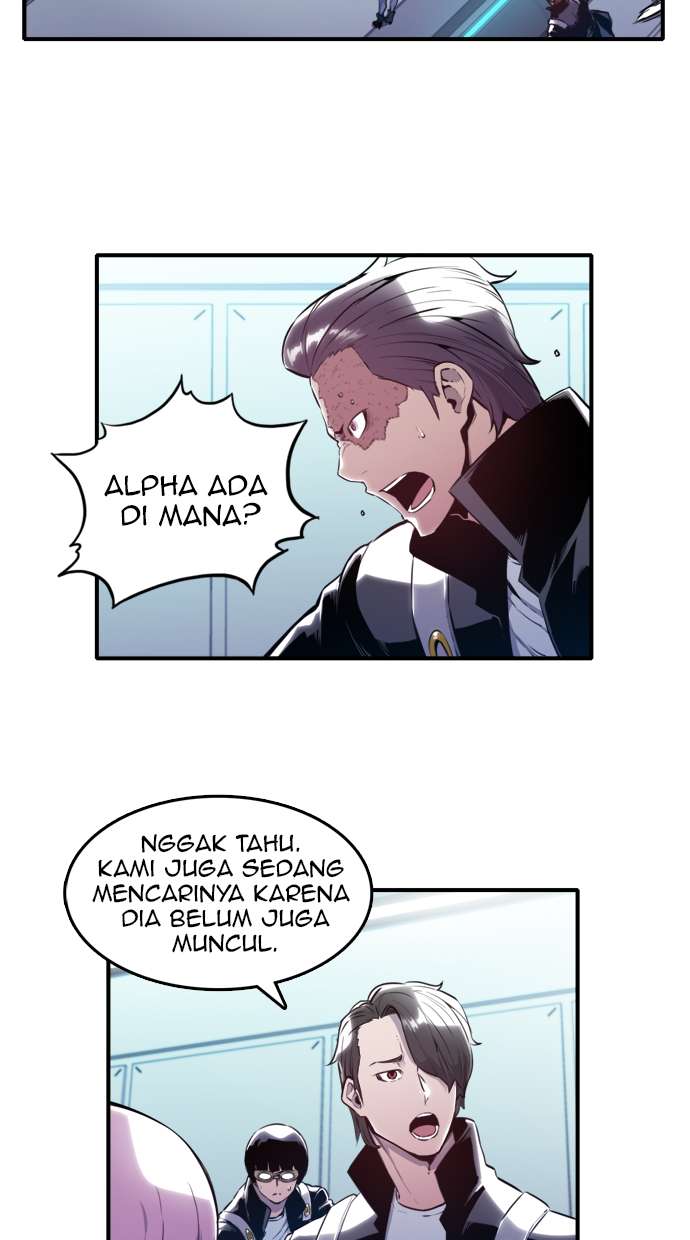 ALPHA ADA
DI MANA?
NGGAK TAHU.
KAMI JUGA SEDANG
MENCARINYA KARENA
DIA BELUM JUGA
MUNCUL.